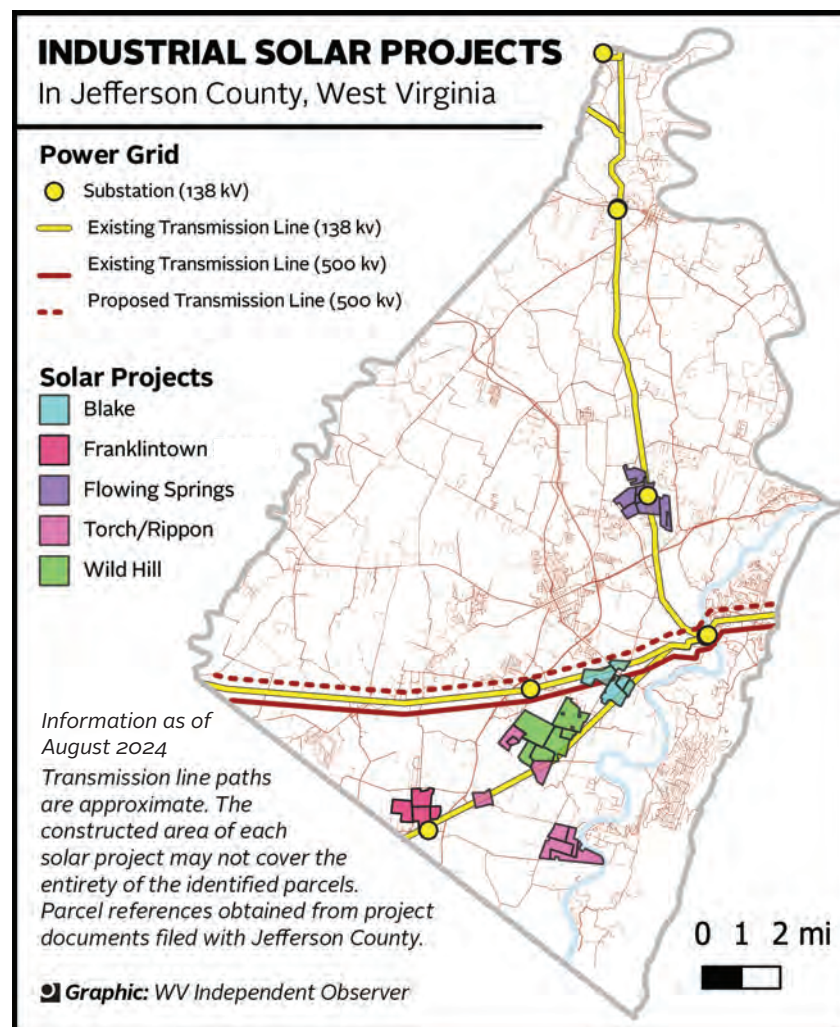 INDUSTRIAL SOLAR PROJECTS
In Jefferson County, West Virginia
Power Grid
Substation (138 kV)
Existing Transmission Line (138 kv)
Existing Transmission Line (500 kv)
Proposed Transmission Line (500 kv)
Solar Projects
Blake
Franklintown
Flowing Springs
Torch/Rippon
Wild Hill
Information as of
August 2024
Transmission line paths
are approximate. The
constructed area of each
solar project may not cover the
entirety of the identified parcels.
Parcel references obtained from project
documents filed with Jefferson County.
0 1 2 mi
Graphic: WV Independent Observer